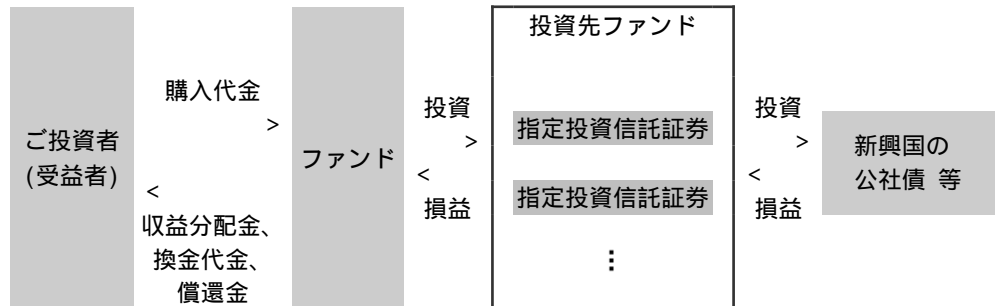 ご投資者
(受益者)
購入代金
>
<
収益分配金、
換金代金、
償還金
ファンド
投資
>
<
損益
投資先ファンド
指定投資信託証券
指定投資信託証券
⋮
投資
>
<
損益
新興国の
公社債 等